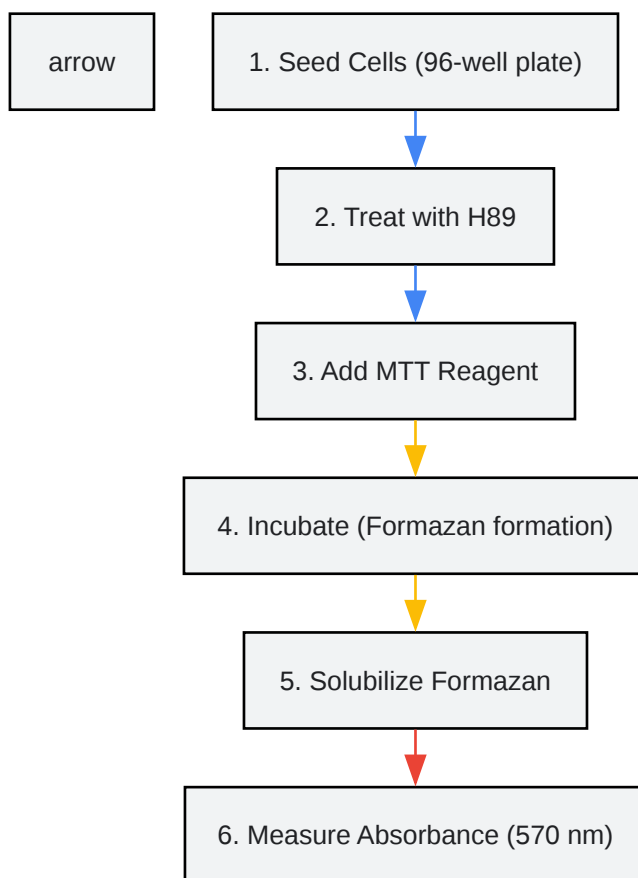 arrow
1. Seed Cells (96-well plate)
2. Treat with H89
3. Add MTT Reagent
4. Incubate (Formazan formation)
5. Solubilize Formazan
6. Measure Absorbance (570 nm)